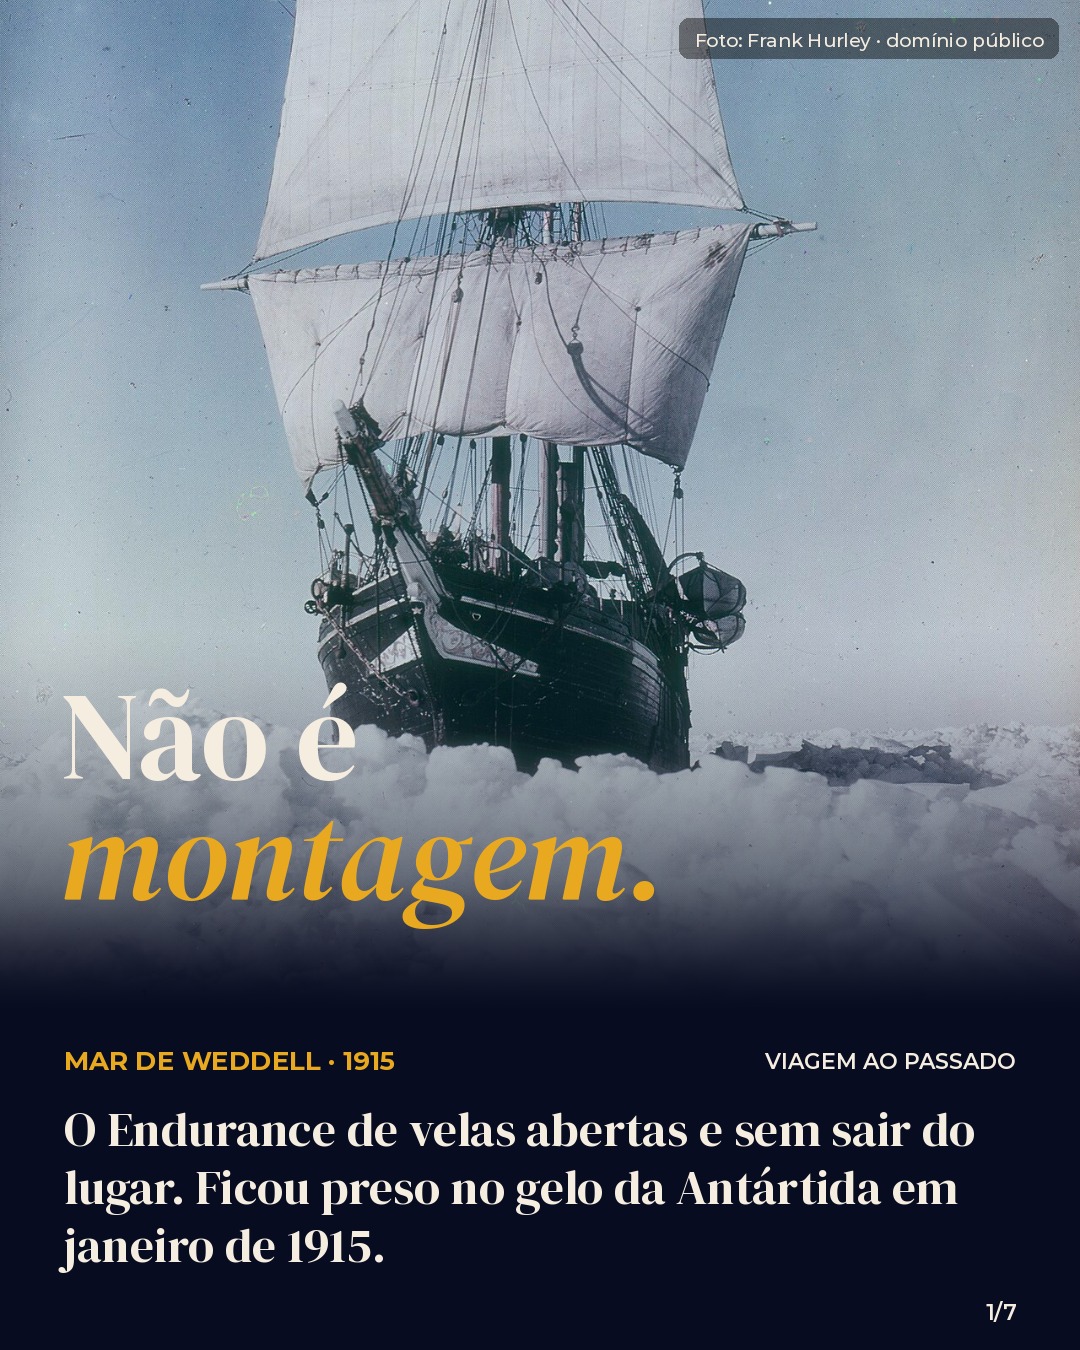 Foto: Frank Hurley · domínio público
Não é
montagem.
MAR DE WEDDELL · 1915
VIAGEM AO PASSADO
O Endurance de velas abertas e sem sair do
lugar. Ficou preso no gelo da Antártida em
janeiro de 1915.
1/7